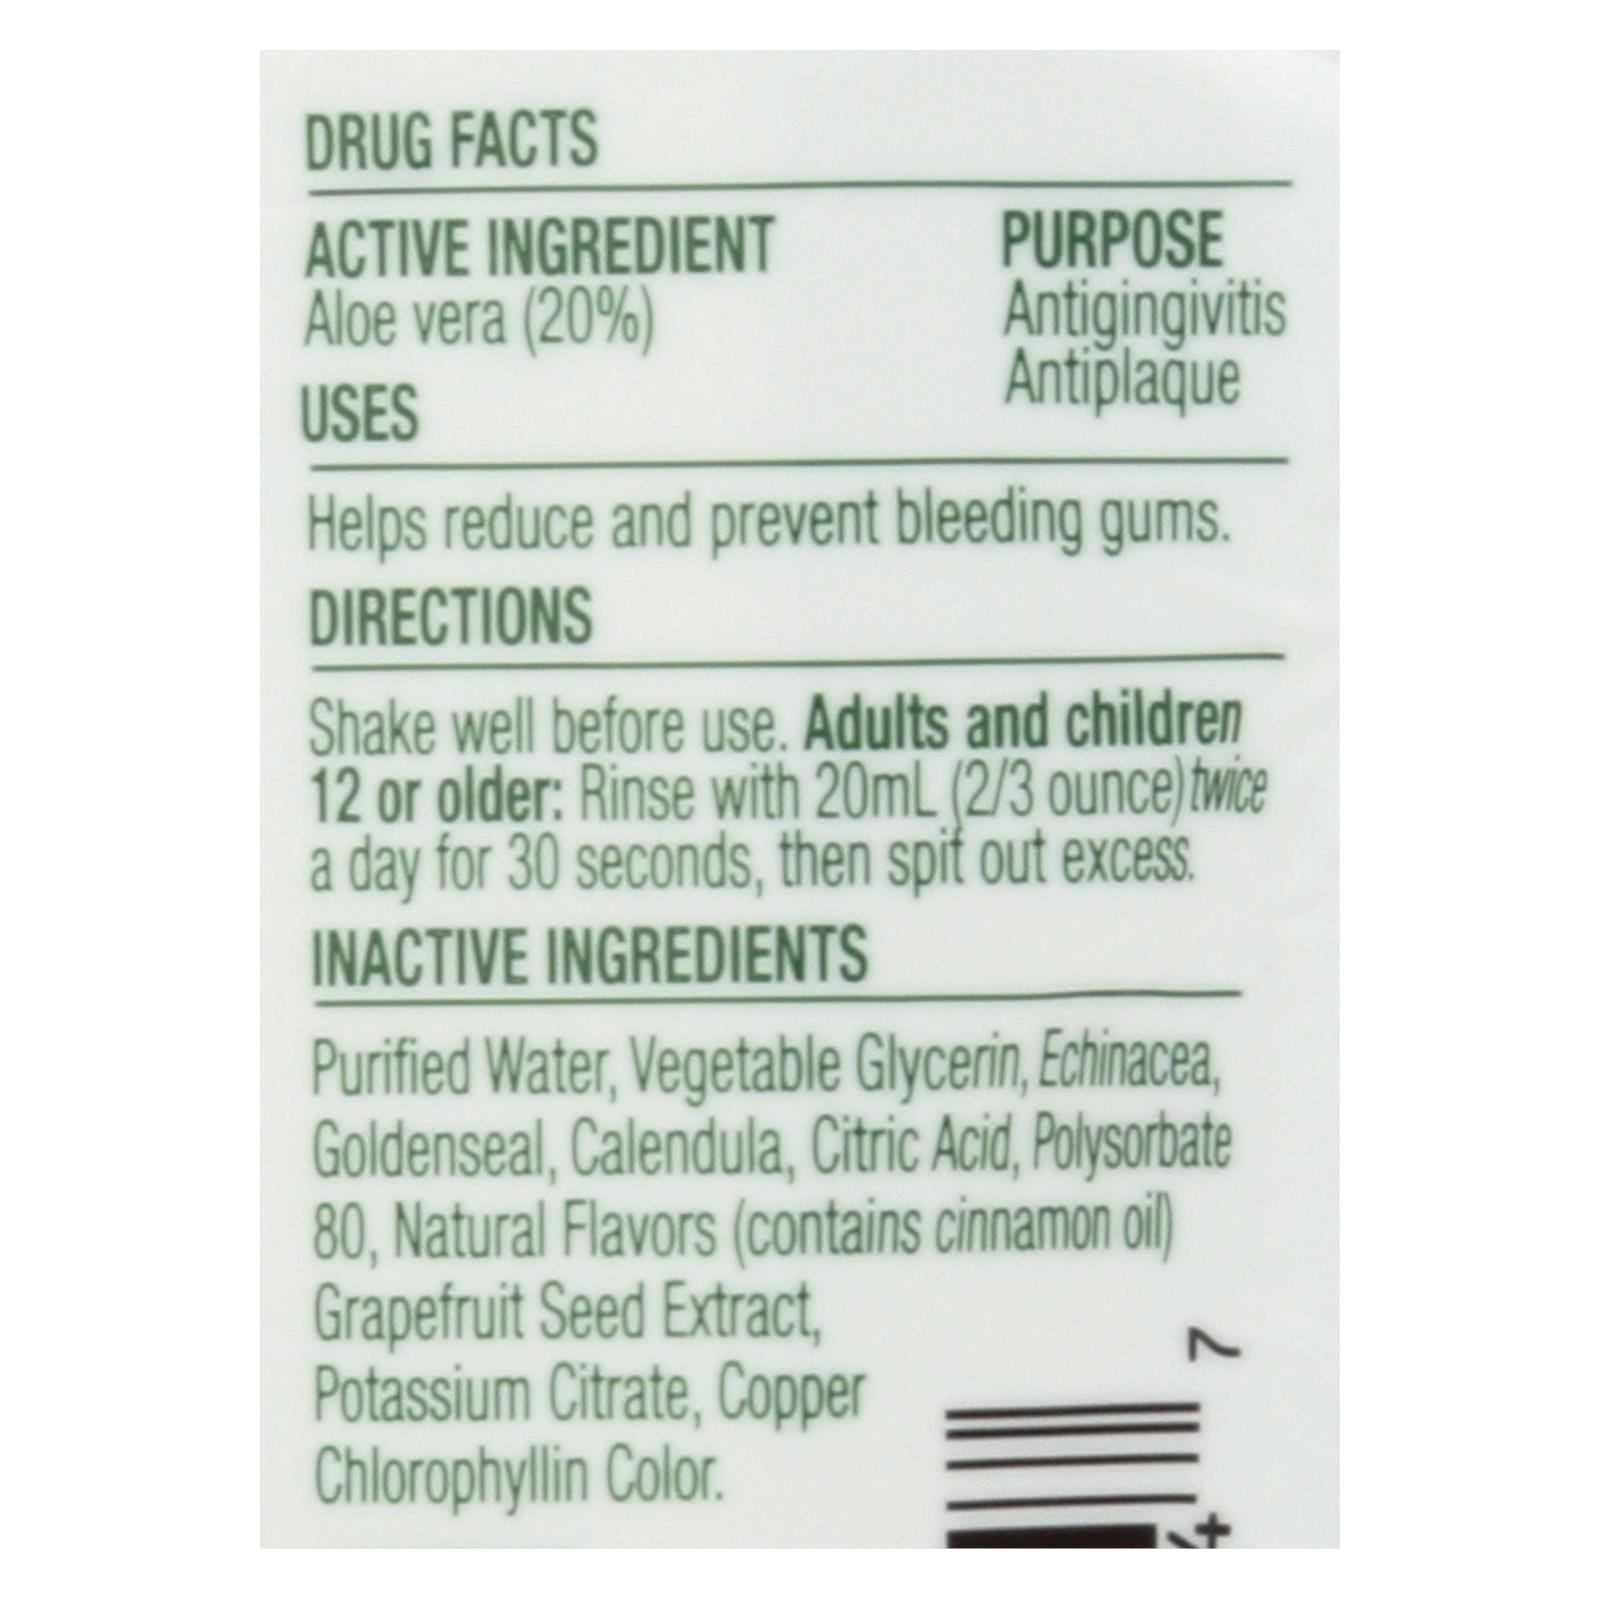 DRUG FACTS
ACTIVE INGREDIENT PURPOSE
Aloe vera (20%) Antigingivitis
Antiplaque
USES
Helps reduce and prevent bleeding gums.
DIRECTIONS
Shake well before use. Adults and children
12 or older: Rinse with 20mL (2/3 ounce) twice
a day for 30 seconds, then spit out excess.
INACTIVE INGREDIENTS
Purified Water, Vegetable Glycerin, Echinacea,
Goldenseal, Calendula, Citric Acid, Polysorbate
80, Natural Flavors (contains cinnamon oil)
Grapefruit Seed Extract,
Potassium Citrate, Copper
Chlorophyllin Color.
7
4